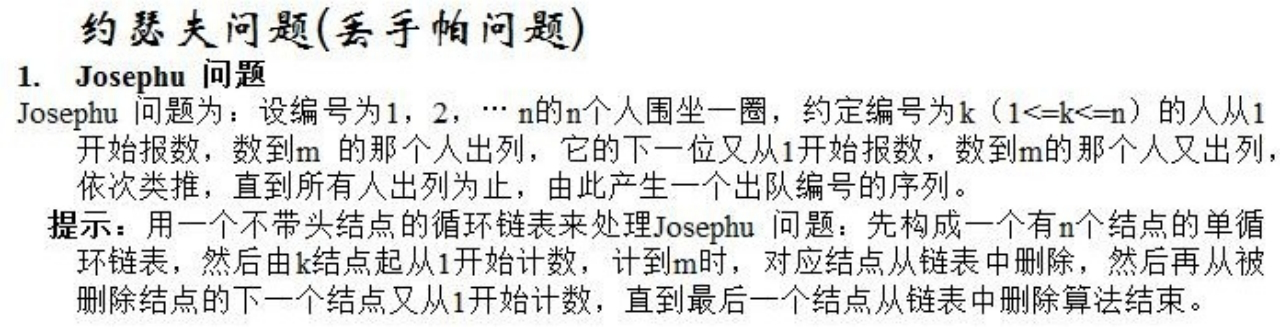 约瑟夫问题(丢手帕问题)
1. Josephu 问题
Josephu 问题为：设编号为1，2，… n的n个人围坐一圈，约定编号为k（1<=k<=n）的人从1
开始报数，数到m 的那个人出列，它的下一位又从1开始报数，数到m的那个人又出列，
依次类推，直到所有人出列为止，由此产生一个出队编号的序列。
提示：用一个不带头结点的循环链表来处理Josephu 问题：先构成一个有n个结点的单循
环链表，然后由k结点起从1开始计数，计到m时，对应结点从链表中删除，然后再从被
删除结点的下一个结点又从1开始计数，直到最后一个结点从链表中删除算法结束。